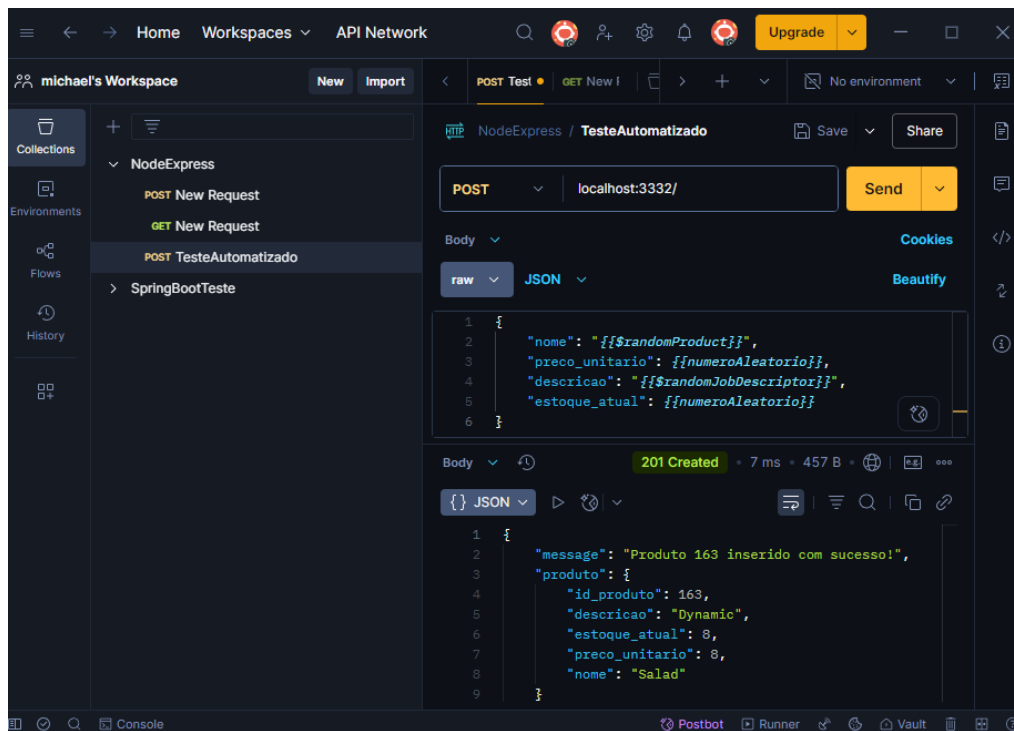 Home Workspaces API Network Upgrade
michael's Workspace New Import
POST Test GET New No environment
Collections
Environments
Flows
History
NodeExpress
POST New Request
GET New Request
POST TesteAutomatizado
SpringBootTeste
HTTP NodeExpress / TesteAutomatizado Save Share
POST localhost:3332/ Send
Body Cookies
raw JSON Beautify
1 {
2 "nome": "{{$randomProduct}}",
3 "preco_unitario": {{numeroAleatorio}},
4 "descricao": "{{$randomJobDescriptor}}",
5 "estoque_atual": {{numeroAleatorio}}
6 }
Body 201 Created • 7 ms • 457 B • e.g.
{} JSON
1 {
2 "message": "Produto 163 inserido com sucesso!",
3 "produto": {
4 "id_produto": 163,
5 "descricao": "Dynamic",
6 "estoque_atual": 8,
7 "preco_unitario": 8,
8 "nome": "Salad"
9 }
Console Postbot Runner Vault